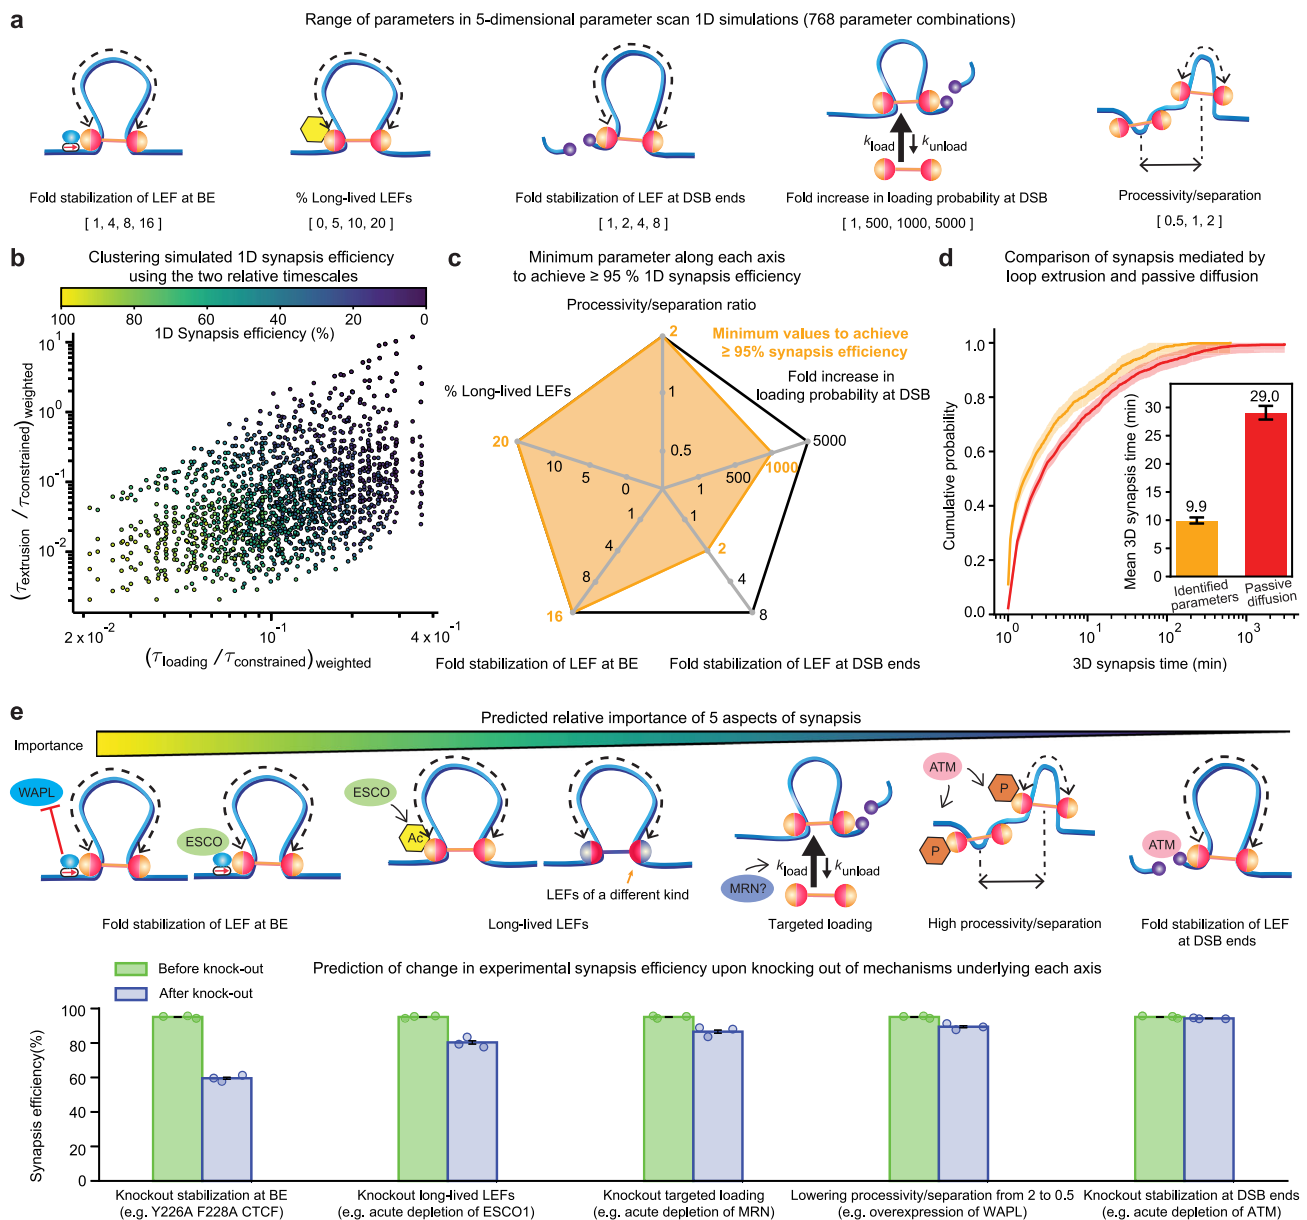 a
Range of parameters in 5-dimensional parameter scan 1D simulations (768 parameter combinations)
k load
k unload
Fold stabilization of LEF at BE
[ 1, 4, 8, 16 ]
% Long-lived LEFs
[ 0, 5, 10, 20 ]
Fold stabilization of LEF at DSB ends
[ 1, 2, 4, 8 ]
Fold increase in loading probability at DSB
[ 1, 500, 1000, 5000 ]
Processivity/separation
[ 0.5, 1, 2 ]
b
Clustering simulated 1D synapsis efficiency
using the two relative timescales
100 80 60 40 20 0
1D Synapsis efficiency (%)
10^1
10^0
10^-1
10^-2
(τextrusion / τconstrained)weighted
2 x 10^-2 10^-1 4 x 10^-1
(τloading / τconstrained)weighted
c
Minimum parameter along each axis
to achieve ≥ 95 % 1D synapsis efficiency
Processivity/separation ratio
Minimum values to achieve
≥ 95% synapsis efficiency
Fold increase in
loading probability at DSB
% Long-lived LEFs
2
1
0.5
5000
1000
500
1
20
10
5
0
1
4
8
16
1
2
4
8
Fold stabilization of LEF at BE
Fold stabilization of LEF at DSB ends
d
Comparison of synapsis mediated by
loop extrusion and passive diffusion
Cumulative probability
1.0
0.8
0.6
0.4
0.2
0.0
10^0 10^1 10^2 10^3
3D synapsis time (min)
Mean 3D synapsis time (min)
30
25
20
15
10
5
0
9.9
29.0
Identified
parameters
Passive
diffusion
e
Predicted relative importance of 5 aspects of synapsis
Importance
WAPL
ESCO
ESCO
Ac
LEFs of a different kind
MRN?
k load
k unload
ATM
P
P
ATM
Fold stabilization of LEF at BE
Long-lived LEFs
Targeted loading
High processivity/separation
Fold stabilization of LEF
at DSB ends
Before knock-out
After knock-out
Prediction of change in experimental synapsis efficiency upon knocking out of mechanisms underlying each axis
Synapsis efficiency(%)
100
80
60
40
20
0
Knockout stabilization at BE
(e.g. Y226A F228A CTCF)
Knockout long-lived LEFs
(e.g. acute depletion of ESCO1)
Knockout targeted loading
(e.g. acute depletion of MRN)
Lowering processivity/separation from 2 to 0.5
(e.g. overexpression of WAPL)
Knockout stabilization at DSB ends
(e.g. acute depletion of ATM)